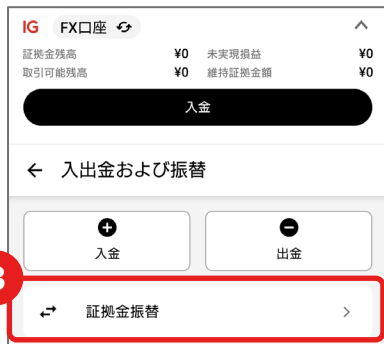 IG FX口座
証拠金残高 ¥0 未実現損益 ¥0
取引可能残高 ¥0 維持証拠金額 ¥0
入金
入出金および振替
入金 出金
証拠金振替